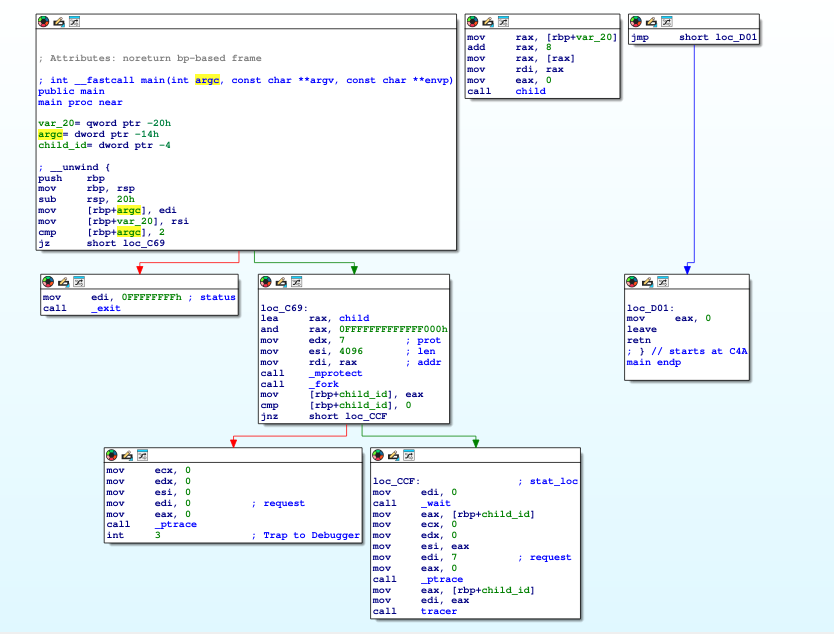 ; Attributes: noreturn bp-based frame
; int __fastcall main(int argc, const char **argv, const char **envp)
public main
main proc near
var_20= qword ptr -20h
argc= dword ptr -14h
child_id= dword ptr -4
; __unwind {
push rbp
mov rbp, rsp
sub rsp, 20h
mov [rbp+argc], edi
mov [rbp+var_20], rsi
cmp [rbp+argc], 2
jz short loc_C69
mov rax, [rbp+var_20]
add rax, 8
mov rax, [rax]
mov rdi, rax
mov eax, 0
call child
jmp short loc_D01
mov edi, 0FFFFFFFFh ; status
call _exit
loc_C69:
lea rax, child
and rax, 0FFFFFFFFFFFFF000h
mov edx, 7 ; prot
mov esi, 4096 ; len
mov rdi, rax ; addr
call _mprotect
call _fork
mov [rbp+child_id], eax
cmp [rbp+child_id], 0
jnz short loc_CCF
loc_D01:
mov eax, 0
leave
retn
; } // starts at C4A
main endp
mov ecx, 0
mov edx, 0
mov esi, 0
mov edi, 0 ; request
mov eax, 0
call _ptrace
int 3 ; Trap to Debugger
loc_CCF: ; stat_loc
mov edi, 0
call _wait
mov eax, [rbp+child_id]
mov ecx, 0
mov edx, 0
mov esi, eax
mov edi, 7 ; request
mov eax, 0
call _ptrace
mov eax, [rbp+child_id]
mov edi, eax
call tracer